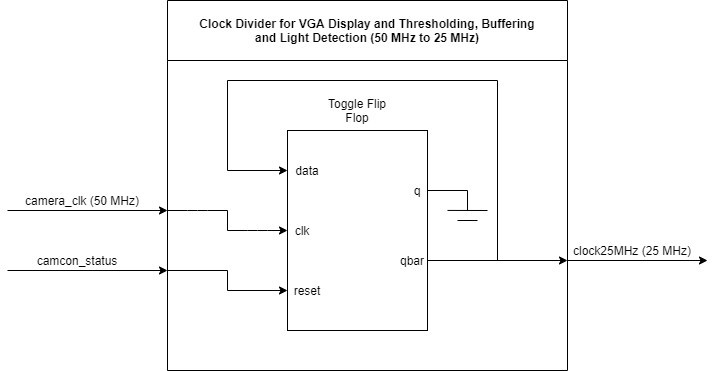 Clock Divider for VGA Display and Thresholding, Buffering
and Light Detection (50 MHz to 25 MHz)
Toggle Flip
Flop
data
camera_clk (50 MHz)
q
clk
clock25MHz (25 MHz)
camcon_status
qbar
reset